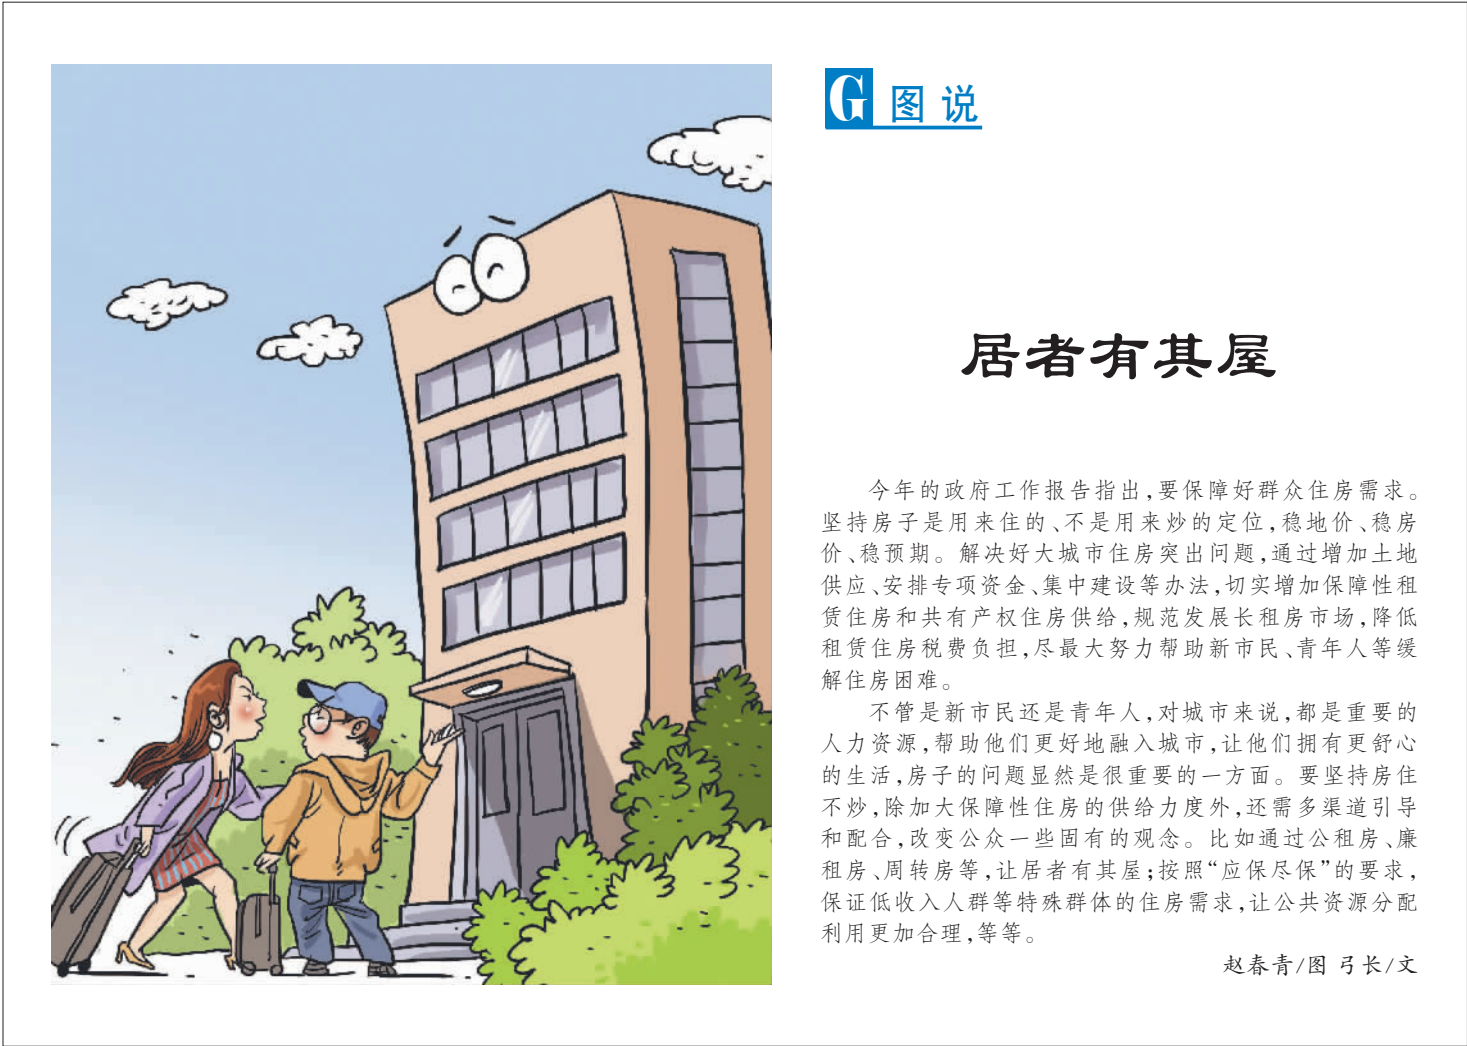 G 图说
居者有其屋
今年的政府工作报告指出，要保障好群众住房需求。
坚持房子是用来住的、不是用来炒的定位，稳地价、稳房
价、稳预期。解决好大城市住房突出问题，通过增加土地
供应、安排专项资金、集中建设等办法，切实增加保障性租
赁住房和共有产权住房供给，规范发展长租房市场，降低
租赁住房税费负担，尽最大努力帮助新市民、青年人等缓
解住房困难。
不管是新市民还是青年人，对城市来说，都是重要的
人力资源，帮助他们更好地融入城市，让他们拥有更舒心
的生活，房子的问题显然是很重要的一方面。要坚持房住
不炒，除加大保障性住房的供给力度外，还需多渠道引导
和配合，改变公众一些固有的观念。比如通过公租房、廉
租房、周转房等，让居者有其屋；按照“应保尽保”的要求，
保证低收入人群等特殊群体的住房需求，让公共资源分配
利用更加合理，等等。
赵春青/图 弓长/文